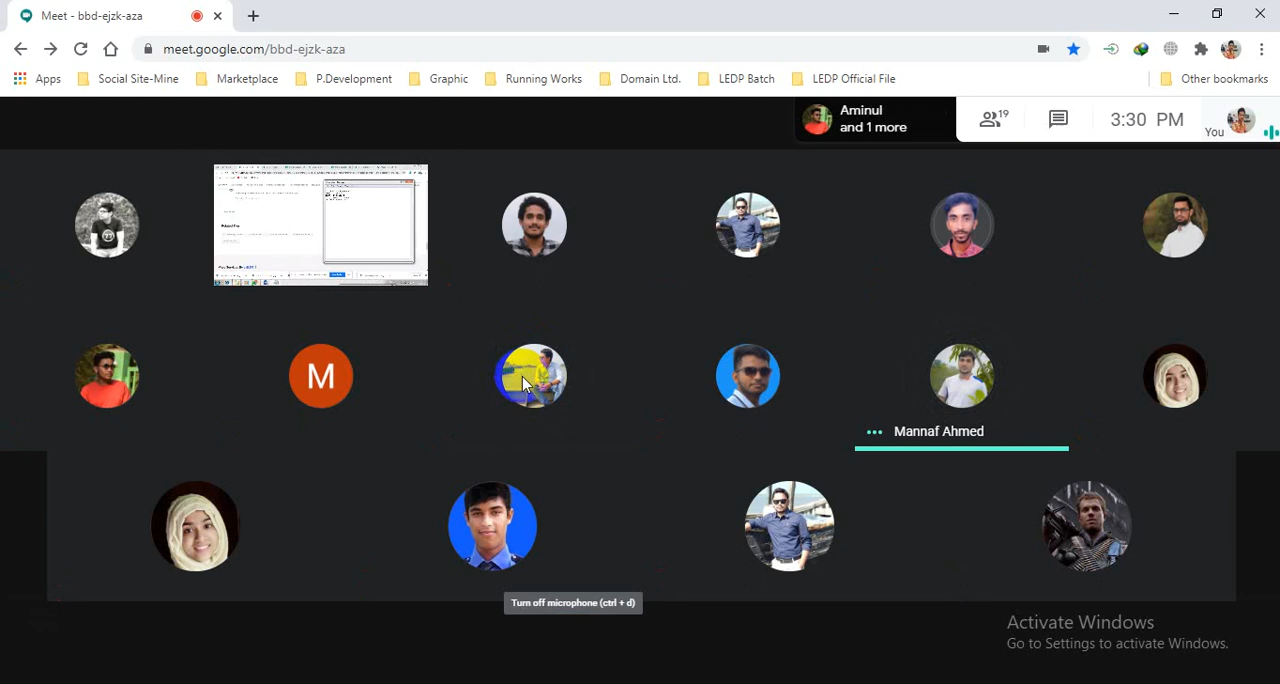 Meet - bbd-ejzk-aza
meet.google.com/bbd-ejzk-aza
Apps Social Site-Mine Marketplace P.Development Graphic Running Works Domain Ltd. LEDP Batch LEDP Official File Other bookmarks
Aminul
and 1 more
19
3:30 PM
You
M
Mannaf Ahmed
Turn off microphone (ctrl + d)
Activate Windows
Go to Settings to activate Windows.